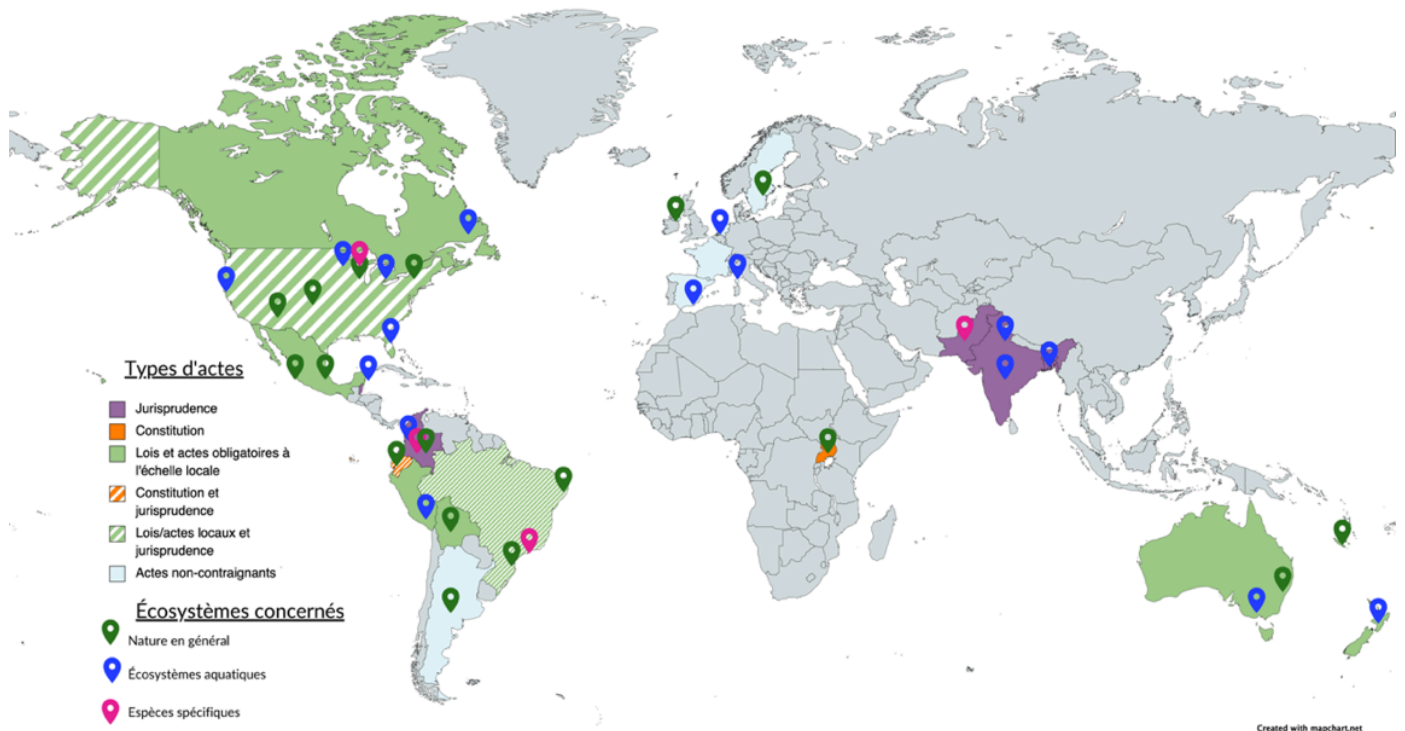 Types d'actes
Jurisprudence
Constitution
Lois et actes obligatoires à
l'échelle locale
Constitution et
jurisprudence
Lois/actes locaux et
jurisprudence
Actes non-contraignants
Écosystèmes concernés
Nature en général
Écosystèmes aquatiques
Espèces spécifiques
Created with mapchart.net